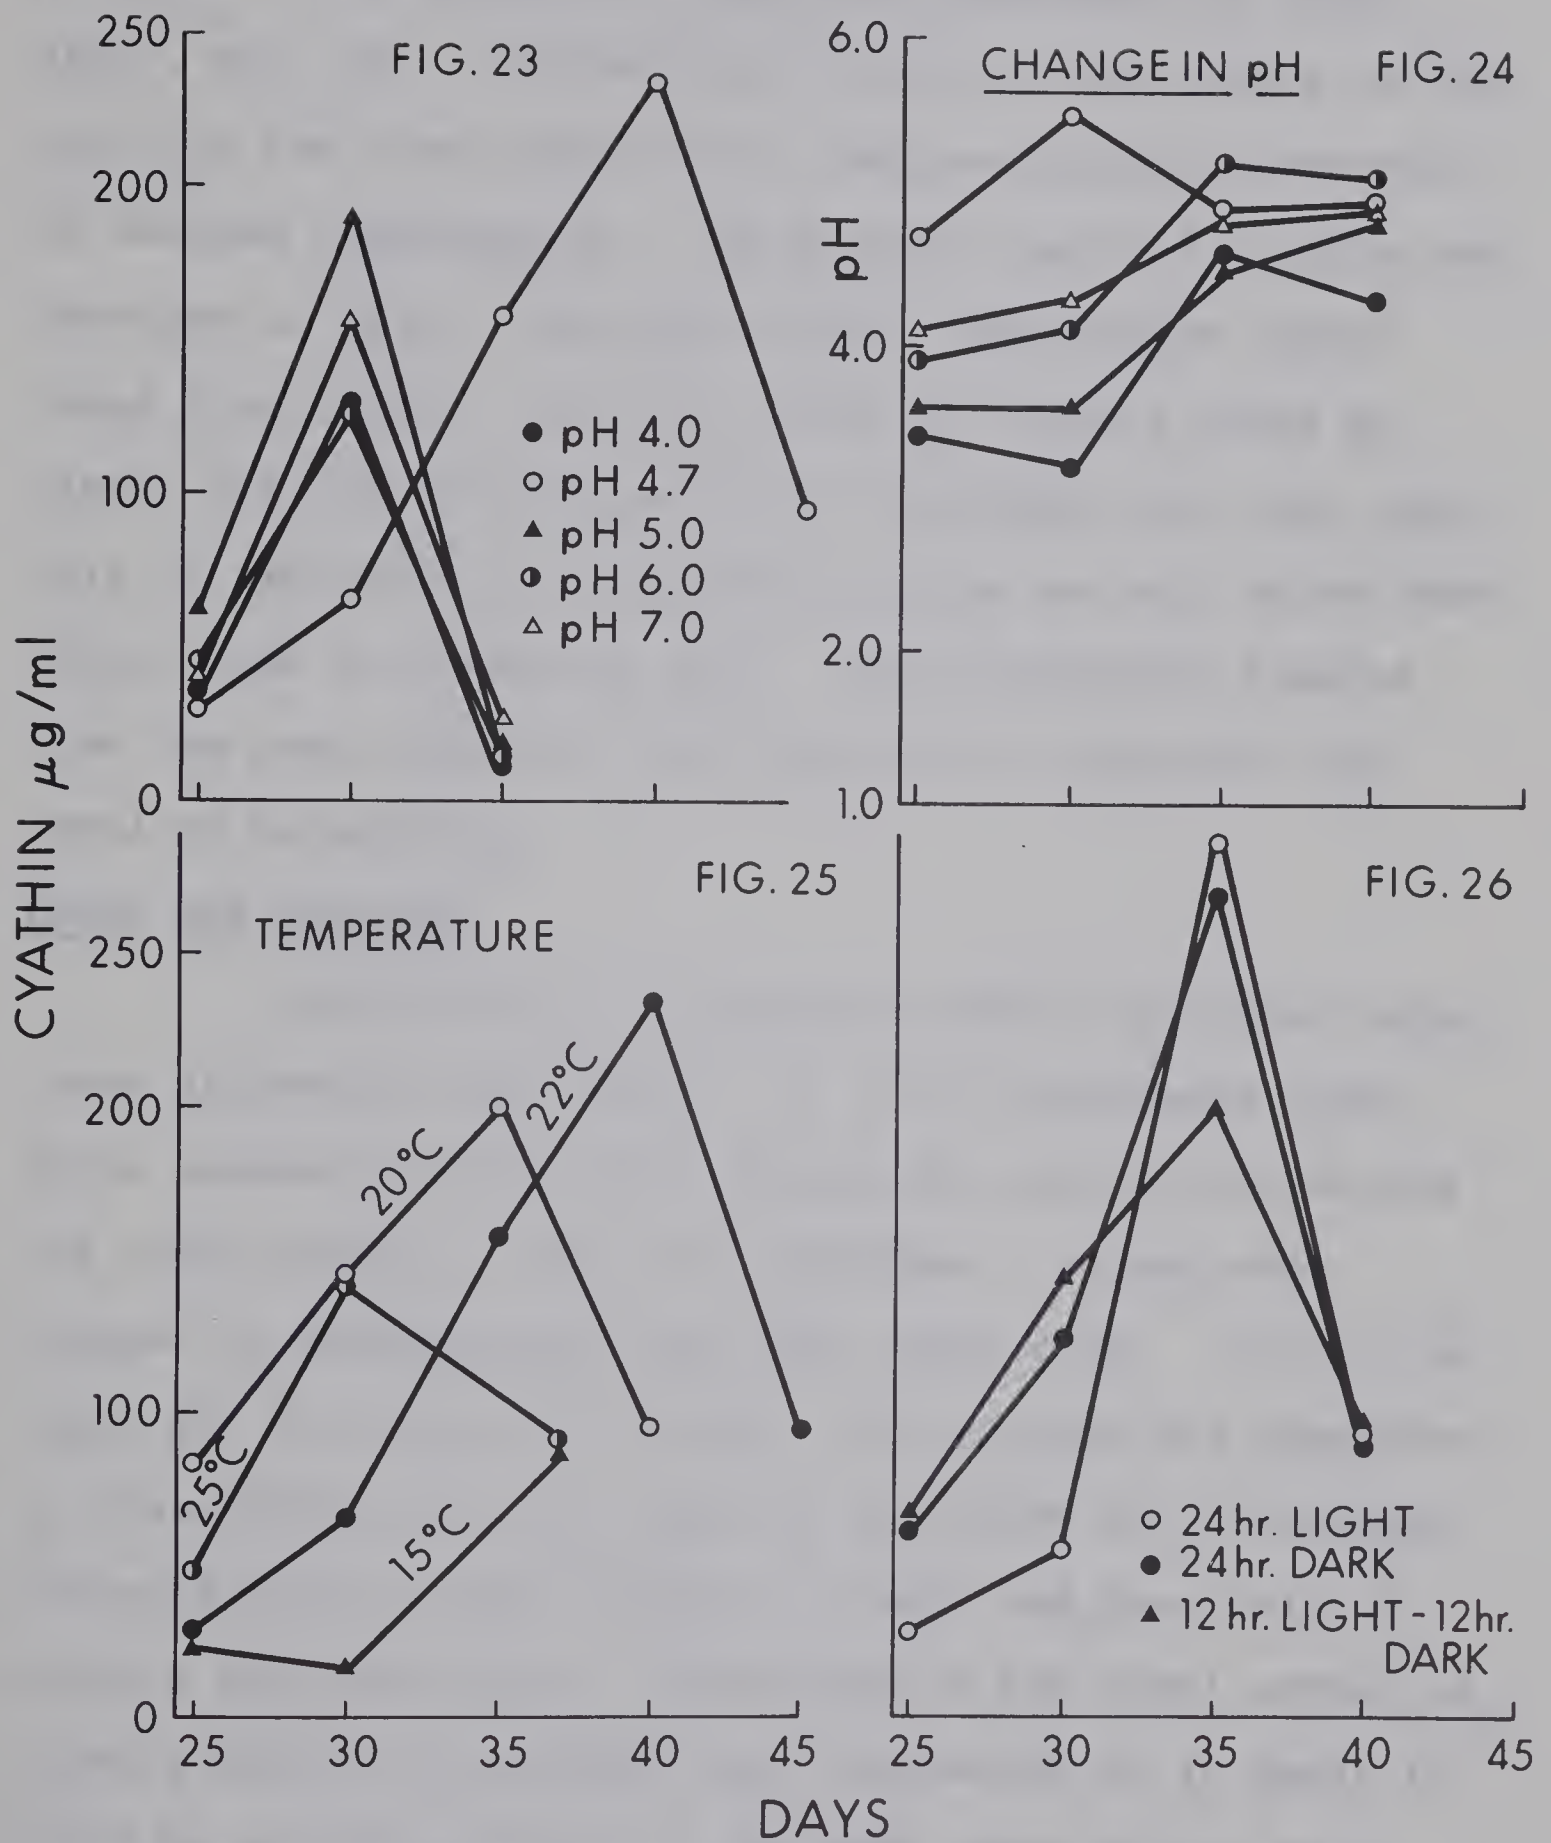 FIG. 23
250
200
100
0
● pH 4.0
○ pH 4.7
▲ pH 5.0
◑ pH 6.0
△ pH 7.0
CHANGE IN pH
FIG. 24
6.0
4.0
2.0
1.0
pH
CYATHIN µg/ml
FIG. 25
TEMPERATURE
250
200
100
0
20°C
22°C
25°C
15°C
25 30 35 40 45
FIG. 26
○ 24 hr. LIGHT
● 24 hr. DARK
▲ 12 hr. LIGHT - 12 hr.
DARK
25 30 35 40 45
DAYS